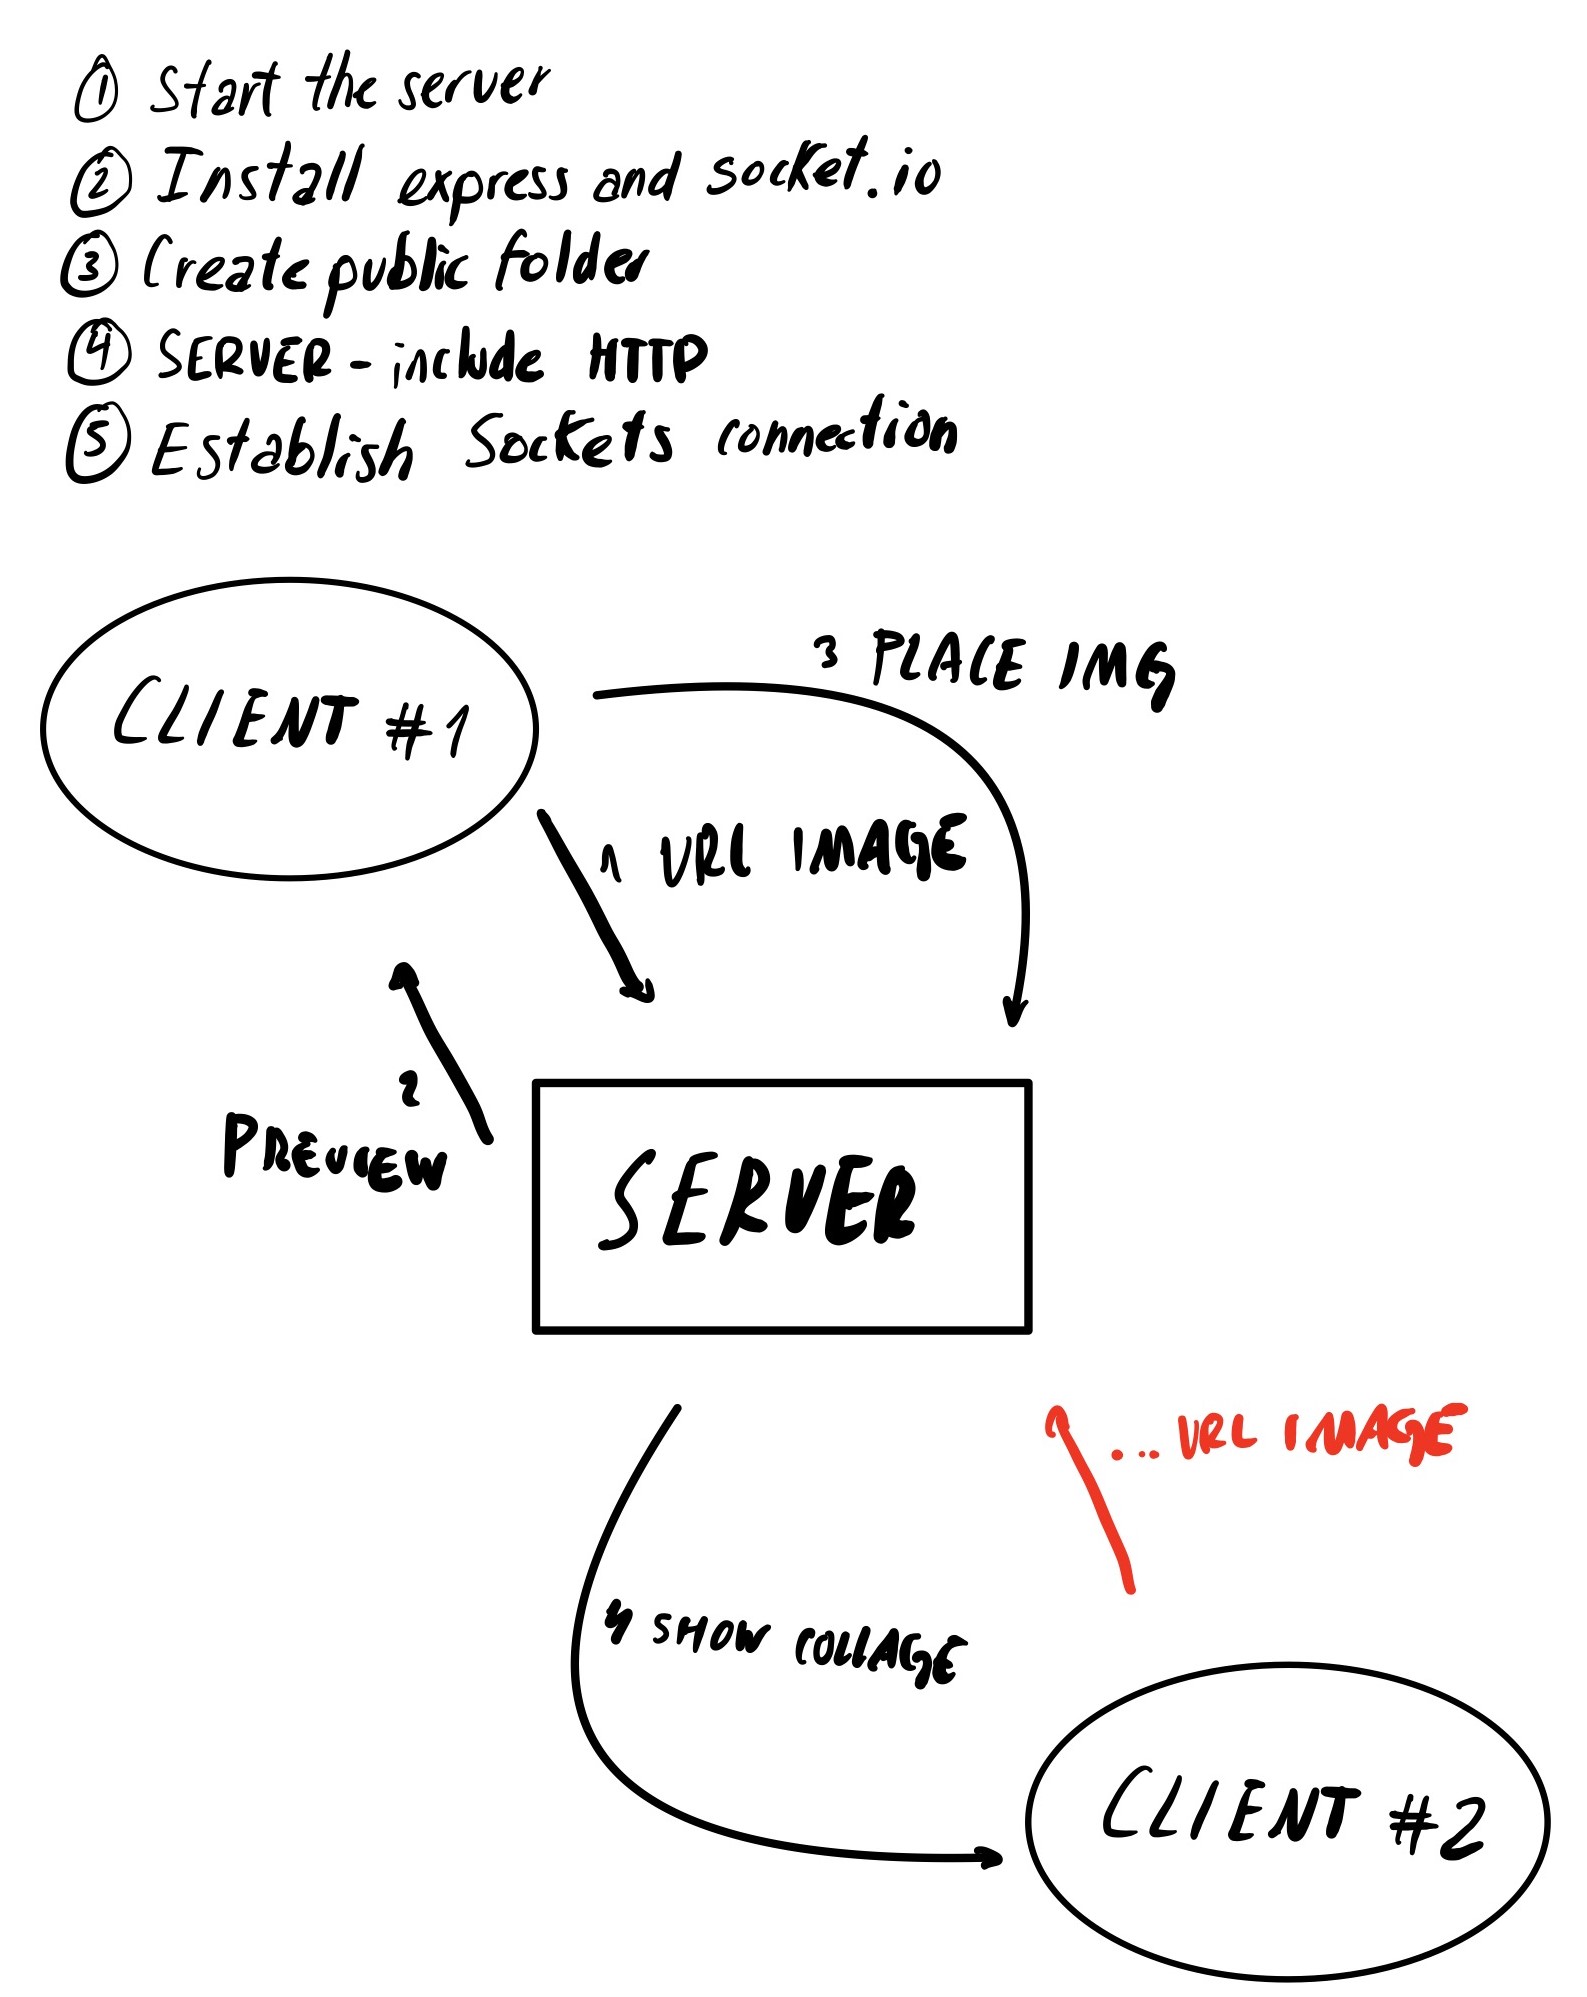 1 Start the server
2 Install express and socket.io
3 Create public folder
4 SERVER - include HTTP
5 Establish Sockets connection
CLIENT #1
3 PLACE IMG
1 URL IMAGE
2
PREVIEW
SERVER
... URL IMAGE
4 SHOW COLLAGE
CLIENT #2